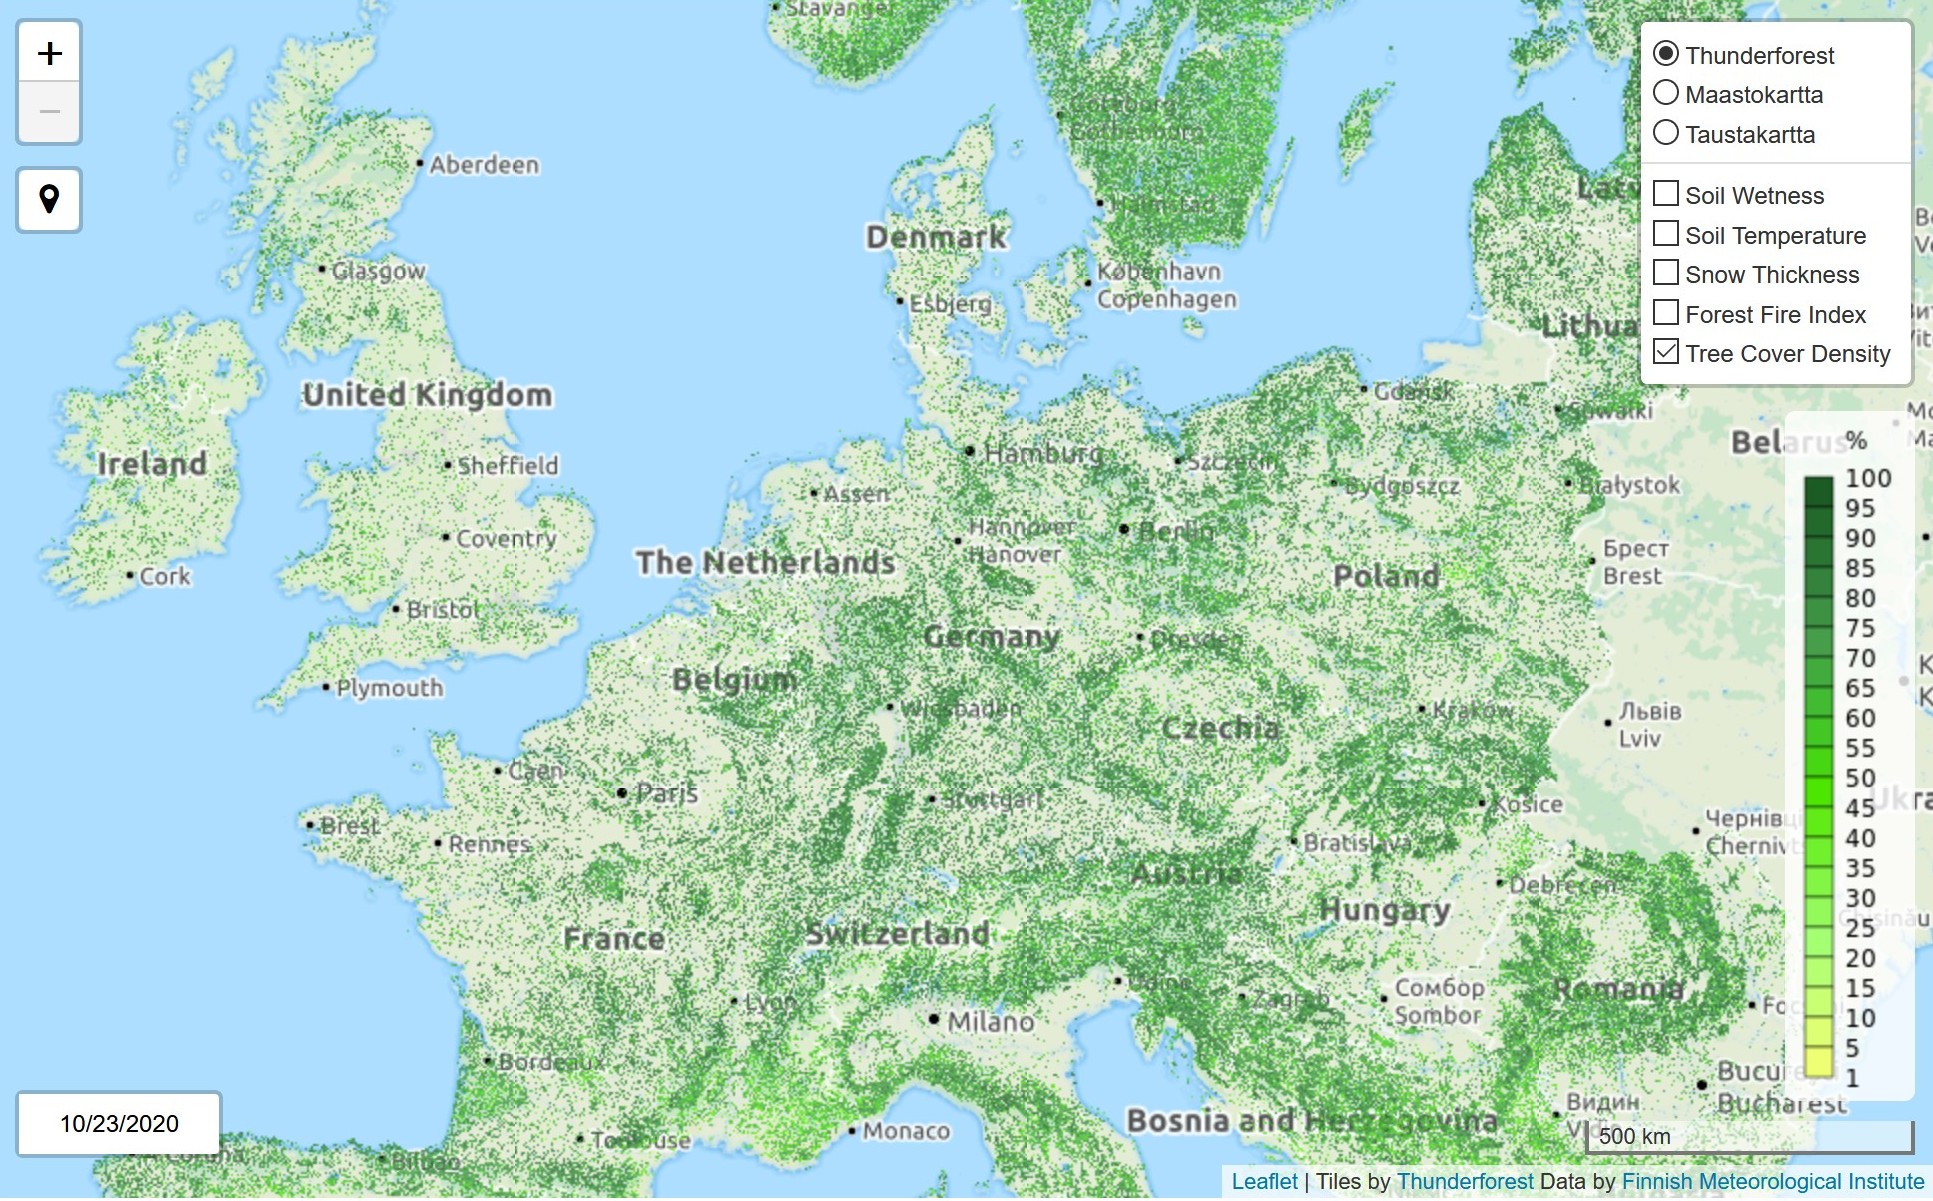 Stavanger
+
−
Thunderforest
Maastokartta
Taustakartta
Soil Wetness
Soil Temperature
Snow Thickness
Forest Fire Index
Tree Cover Density
Göteborg
Gothenburg
Aberdeen
Halmstad
Denmark
København
Copenhagen
Glasgow
Esbjerg
Gdańsk
Suwałki
United Kingdom
Belarus
Hamburg
Szczecin
Ireland
Sheffield
Assen
Bydgoszcz
Białystok
Hannover
Hanover
Berlin
Coventry
The Netherlands
Poland
Брест
Brest
Cork
Bristol
Germany
Dresden
Belgium
Plymouth
Wiesbaden
Czechia
Kraków
Львів
Lviv
Caen
Paris
Stuttgart
Košice
Brest
Rennes
Bratislava
Austria
Debrecen
Hungary
France
Switzerland
Romania
Lyon
Udine
Zagreb
Сомбор
Sombor
Milano
Bordeaux
Bucharest
Видин
Monaco
Toulouse
Bosnia and Herzegovina
Bilbao
%
100
95
90
85
80
75
70
65
60
55
50
45
40
35
30
25
20
15
10
5
1
10/23/2020
500 km
Leaflet | Tiles by Thunderforest Data by Finnish Meteorological Institute